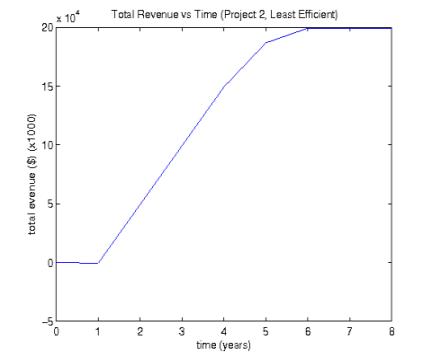 Total Revenue vs Time (Project 2, Least Efficient)
x 10^4
20
15
10
5
0
-5
0 1 2 3 4 5 6 7 8
total evenue ($) (x1000)
time (years)